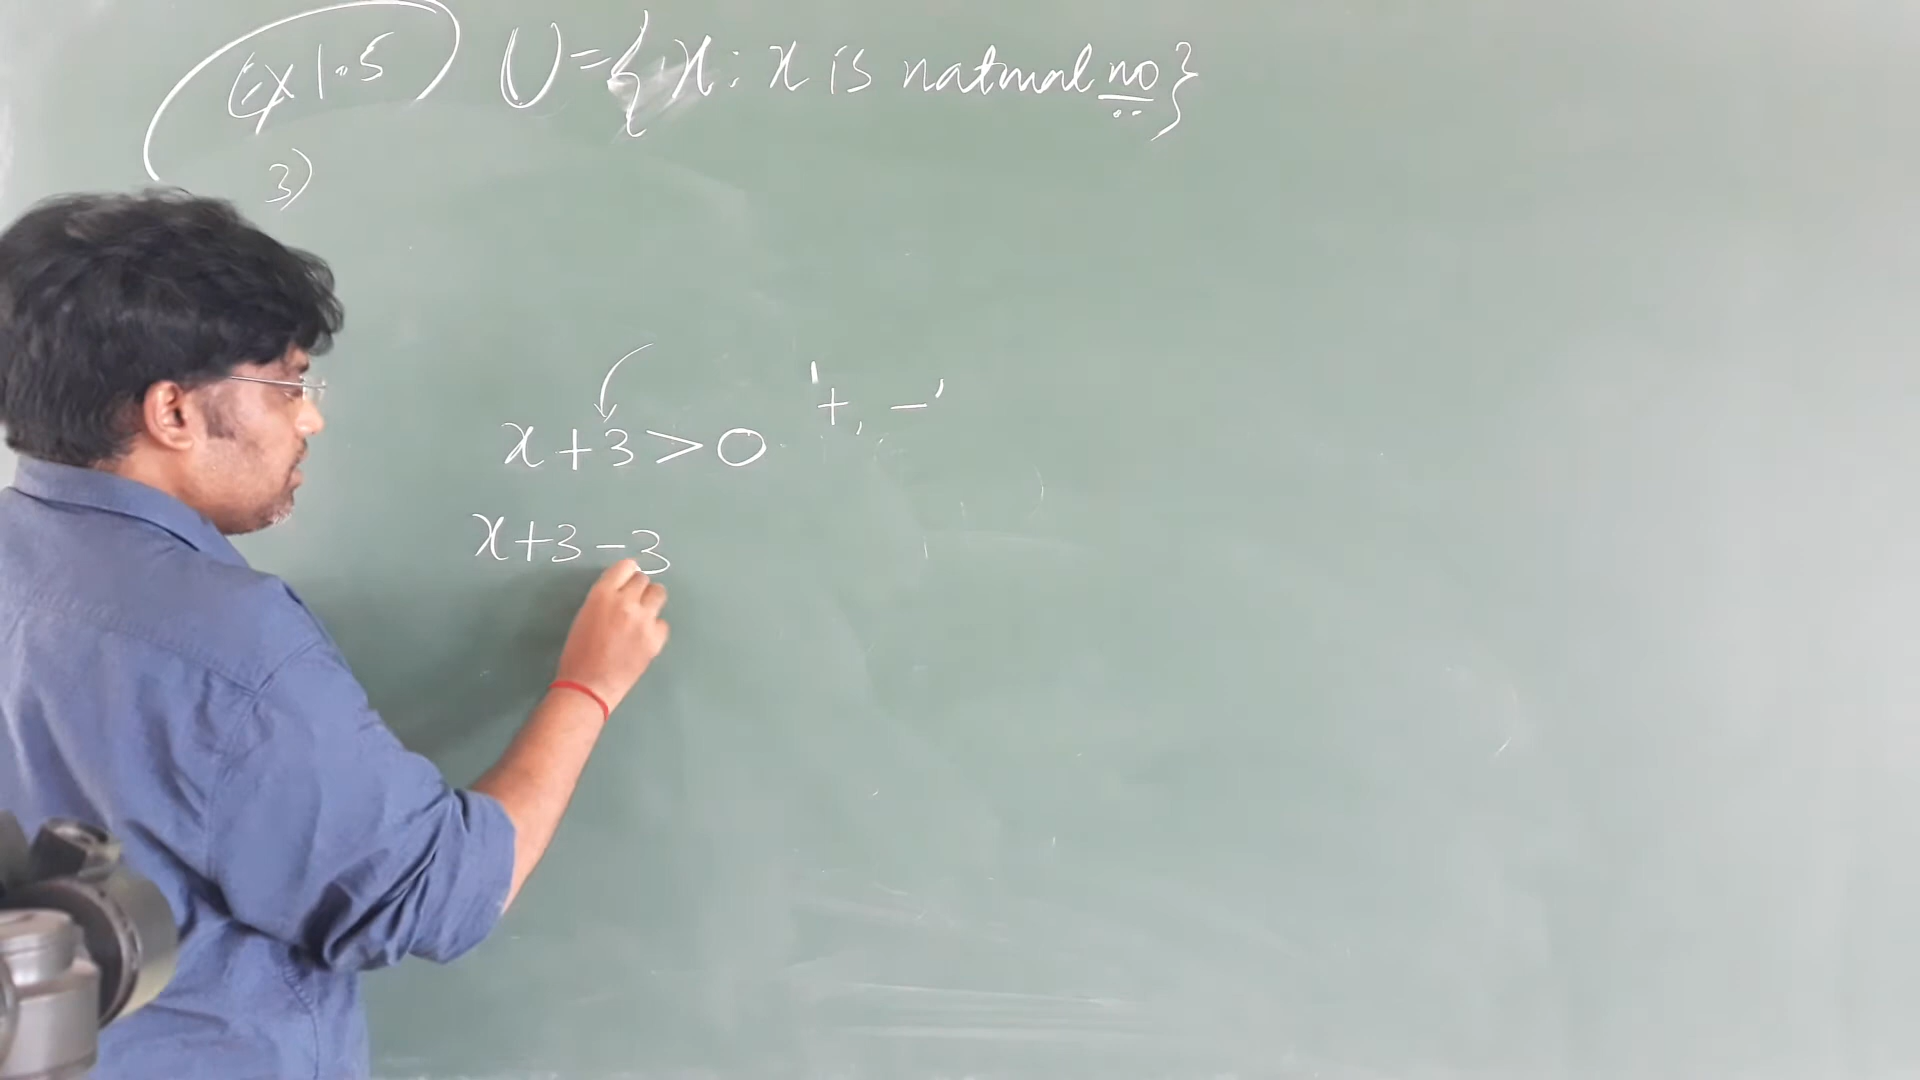 Ex 1.5 U = {x : x is natural no}
3)
'+, -'
x + 3 > 0
x + 3 - 3